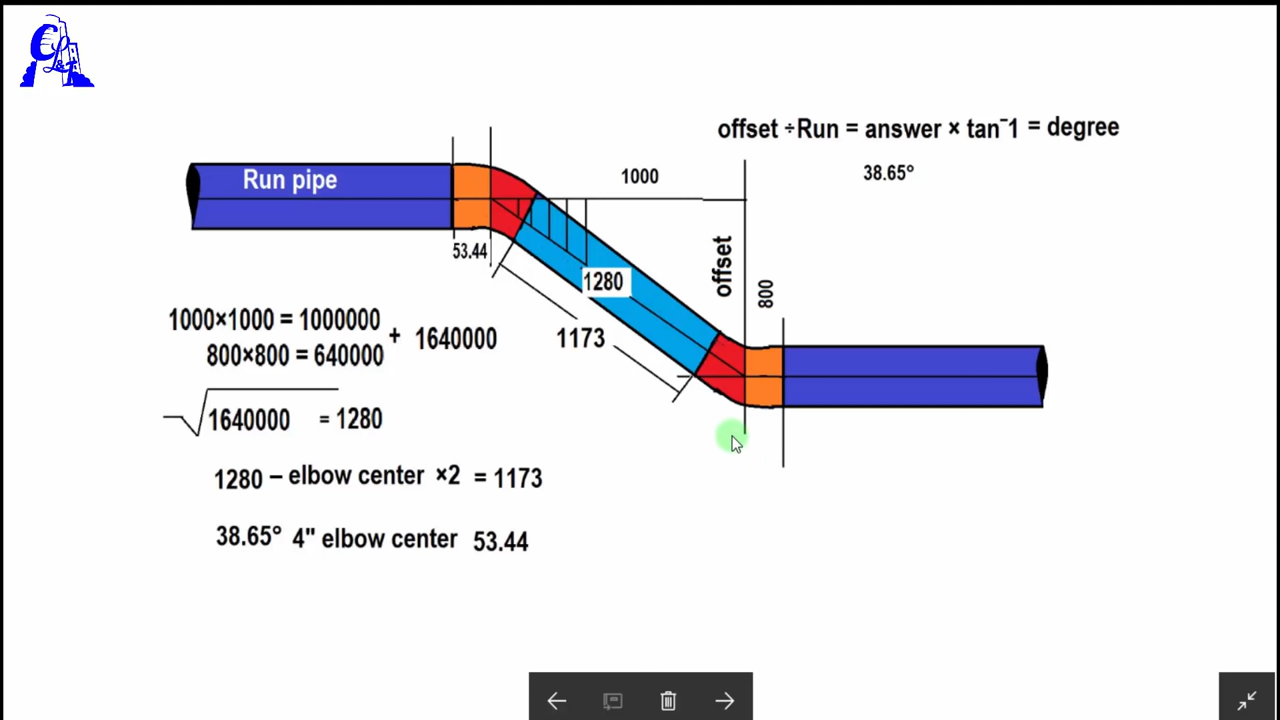 CL&T
offset ÷Run = answer × tan⁻1 = degree
38.65°
Run pipe
1000
53.44
offset
800
1280
1173
1000×1000 = 1000000
800×800 = 640000
+ 1640000
√1640000 = 1280
1280 – elbow center ×2 = 1173
38.65° 4" elbow center 53.44